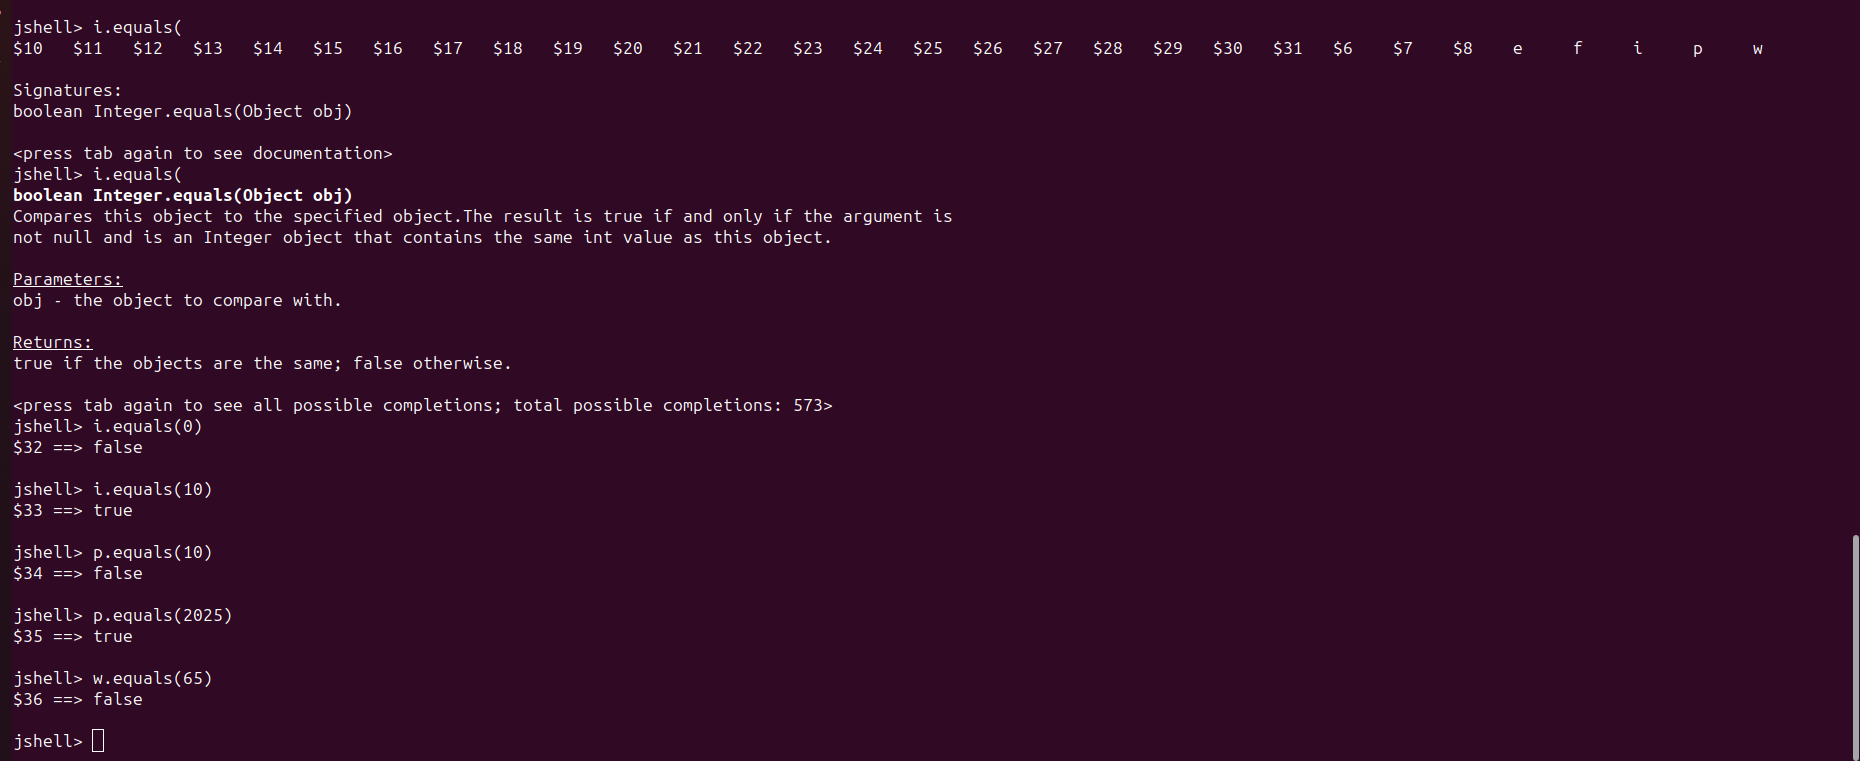 jshell> i.equals(
$10 $11 $12 $13 $14 $15 $16 $17 $18 $19 $20 $21 $22 $23 $24 $25 $26 $27 $28 $29 $30 $31 $6 $7 $8 e f i p w
Signatures:
boolean Integer.equals(Object obj)
<press tab again to see documentation>
jshell> i.equals(
boolean Integer.equals(Object obj)
Compares this object to the specified object.The result is true if and only if the argument is
not null and is an Integer object that contains the same int value as this object.
Parameters:
obj - the object to compare with.
Returns:
true if the objects are the same; false otherwise.
<press tab again to see all possible completions; total possible completions: 573>
jshell> i.equals(0)
$32 ==> false
jshell> i.equals(10)
$33 ==> true
jshell> p.equals(10)
$34 ==> false
jshell> p.equals(2025)
$35 ==> true
jshell> w.equals(65)
$36 ==> false
jshell>